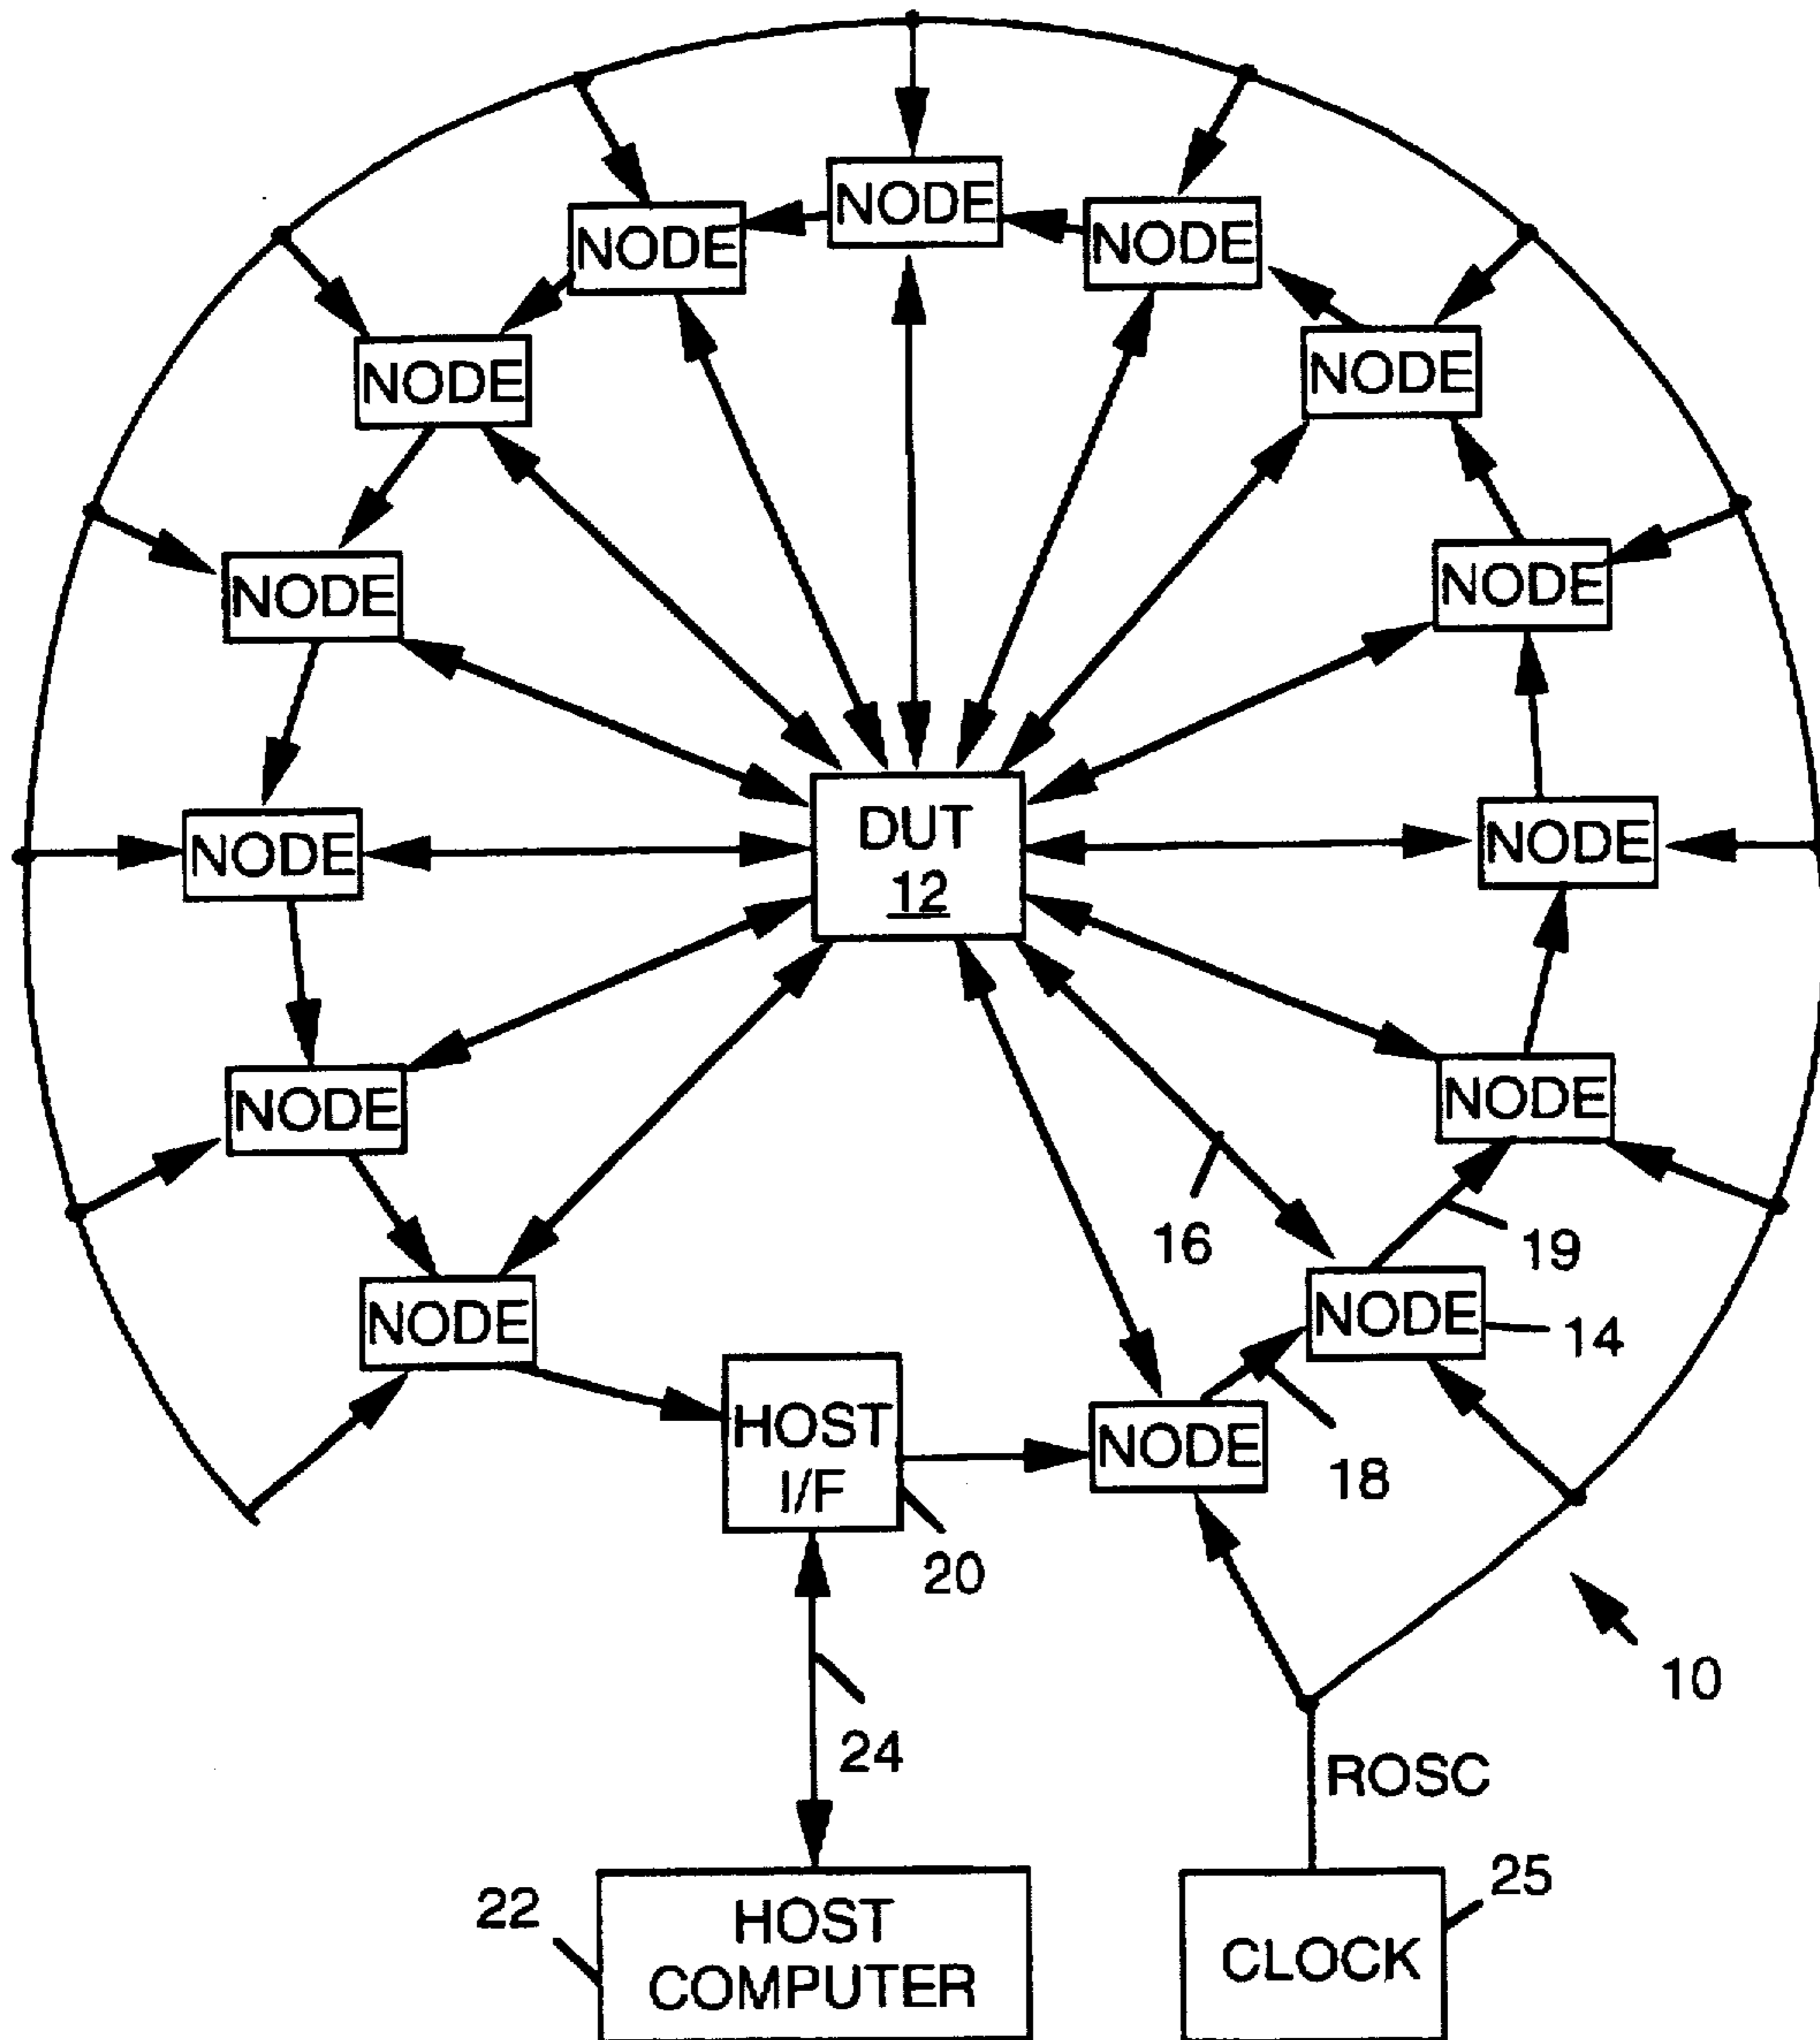 NODE
NODE
NODE
NODE
NODE
NODE
NODE
NODE
NODE
DUT
12
NODE
NODE
NODE
16
19
NODE
NODE
14
HOST
I/F
NODE
18
20
10
24
ROSC
22
HOST
COMPUTER
25
CLOCK